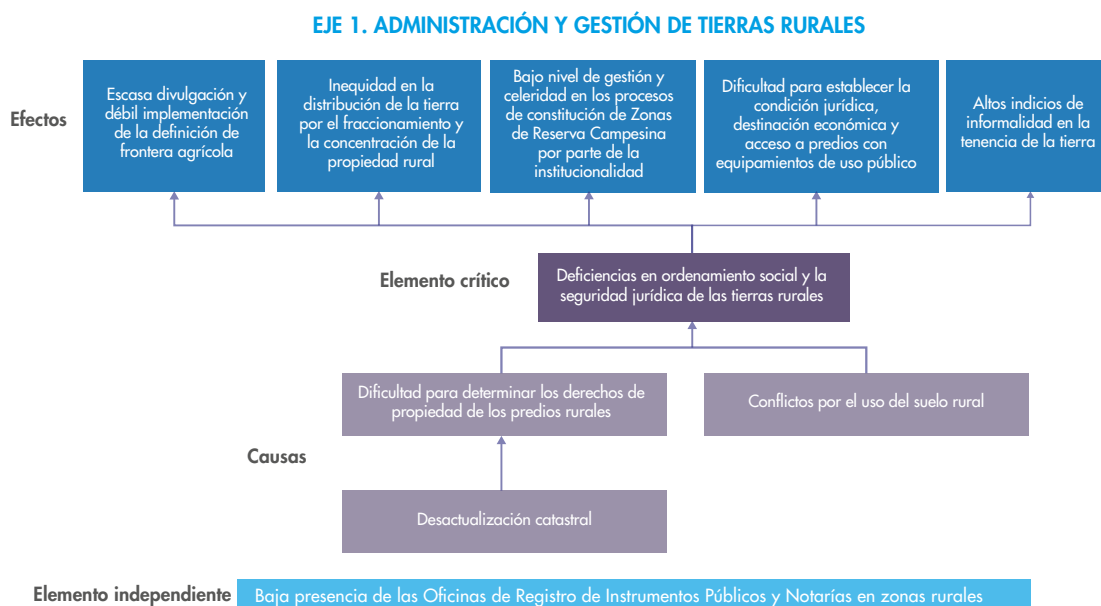 EJE 1. ADMINISTRACIÓN Y GESTIÓN DE TIERRAS RURALES
Efectos
Escasa divulgación y
débil implementación
de la definición de
frontera agrícola
Inequidad en la
distribución de la tierra
por el fraccionamiento y
la concentración de la
propiedad rural
Bajo nivel de gestión y
celeridad en los procesos
de constitución de Zonas
de Reserva Campesina
por parte de la
institucionalidad
Dificultad para establecer la
condición jurídica,
destinación económica y
acceso a predios con
equipamientos de uso público
Altos indicios de
informalidad en la
tenencia de la tierra
Elemento crítico
Deficiencias en ordenamiento social y la
seguridad jurídica de las tierras rurales
Dificultad para determinar los derechos de
propiedad de los predios rurales
Conflictos por el uso del suelo rural
Causas
Desactualización catastral
Elemento independiente
Baja presencia de las Oficinas de Registro de Instrumentos Públicos y Notarías en zonas rurales